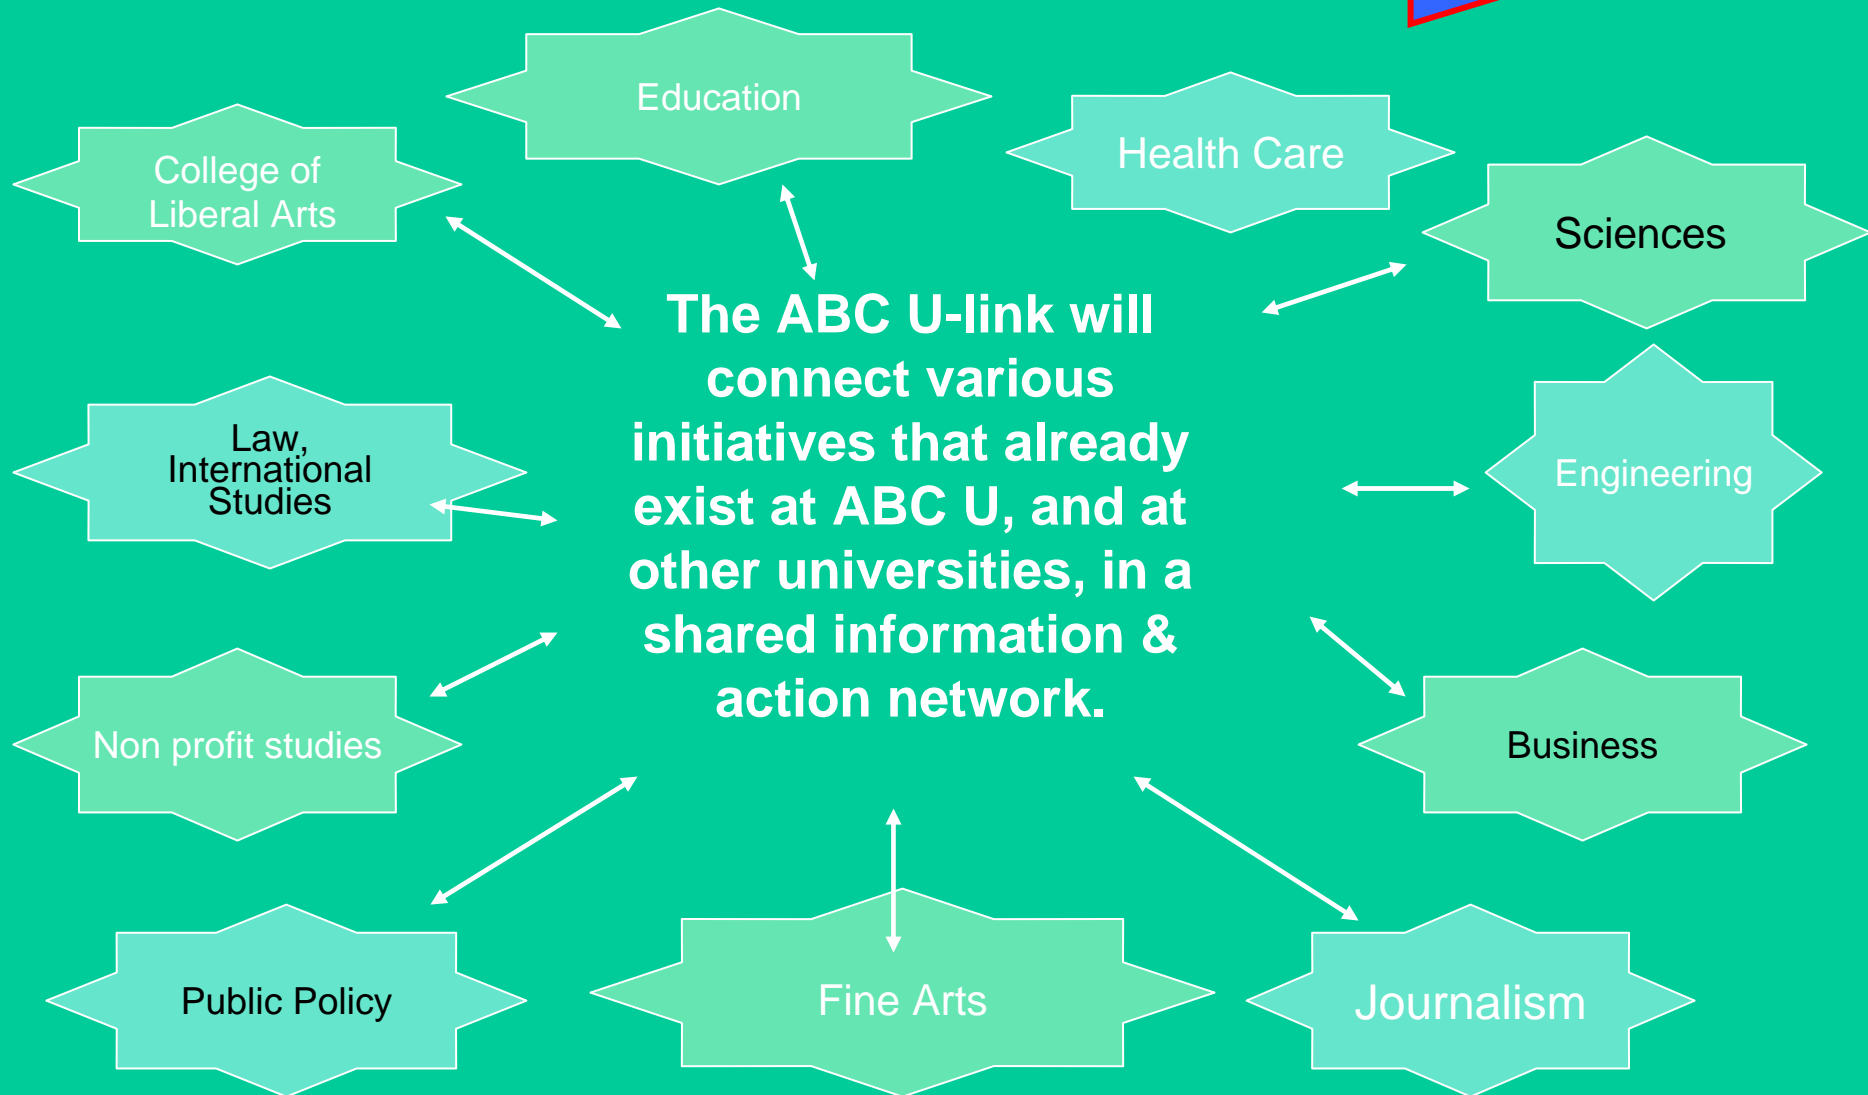 Education
Health Care
College of
Liberal Arts
Sciences
The ABC U-link will
connect various
initiatives that already
exist at ABC U, and at
other universities, in a
shared information &
action network.
Law,
International
Studies
Engineering
Non profit studies
Business
Public Policy
Fine Arts
Journalism